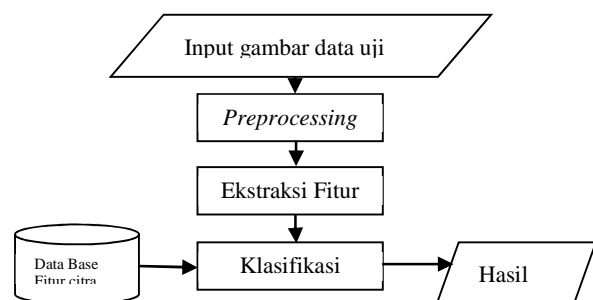 Input gambar data uji
Preprocessing
Ekstraksi Fitur
Data Base
Fitur citra
Klasifikasi
Hasil